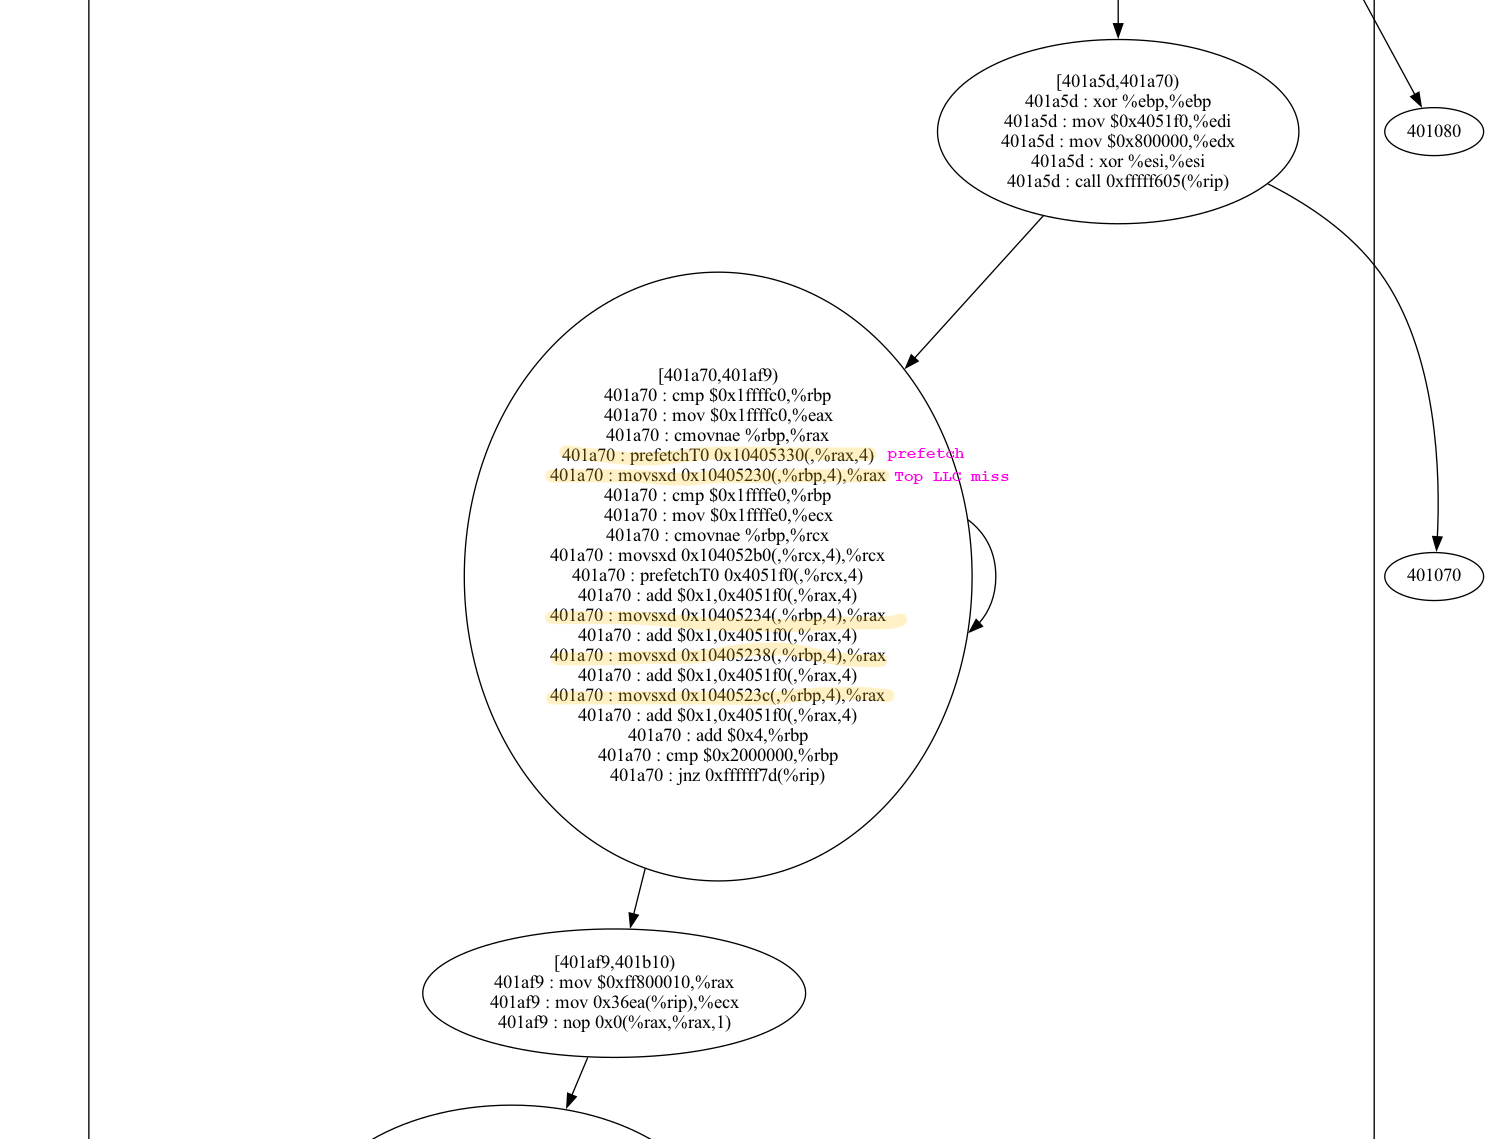 [401a5d,401a70)
401a5d : xor %ebp,%ebp
401a5d : mov $0x4051f0,%edi
401a5d : mov $0x800000,%edx
401a5d : xor %esi,%esi
401a5d : call 0xfffff605(%rip)
401080
[401a70,401af9)
401a70 : cmp $0x1ffffc0,%rbp
401a70 : mov $0x1ffffc0,%eax
401a70 : cmovnae %rbp,%rax
401a70 : prefetchT0 0x10405330(,%rax,4) prefetch
401a70 : movsxd 0x10405230(,%rbp,4),%rax Top LLC miss
401a70 : cmp $0x1ffffe0,%rbp
401a70 : mov $0x1ffffe0,%ecx
401a70 : cmovnae %rbp,%rcx
401a70 : movsxd 0x104052b0(,%rcx,4),%rcx
401a70 : prefetchT0 0x4051f0(,%rcx,4)
401a70 : add $0x1,0x4051f0(,%rax,4)
401a70 : movsxd 0x10405234(,%rbp,4),%rax
401a70 : add $0x1,0x4051f0(,%rax,4)
401a70 : movsxd 0x10405238(,%rbp,4),%rax
401a70 : add $0x1,0x4051f0(,%rax,4)
401a70 : movsxd 0x1040523c(,%rbp,4),%rax
401a70 : add $0x1,0x4051f0(,%rax,4)
401a70 : add $0x4,%rbp
401a70 : cmp $0x2000000,%rbp
401a70 : jnz 0xffffff7d(%rip)
401070
[401af9,401b10)
401af9 : mov $0xff800010,%rax
401af9 : mov 0x36ea(%rip),%ecx
401af9 : nop 0x0(%rax,%rax,1)